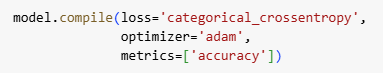 model.compile(loss='categorical_crossentropy',
              optimizer='adam',
              metrics=['accuracy'])